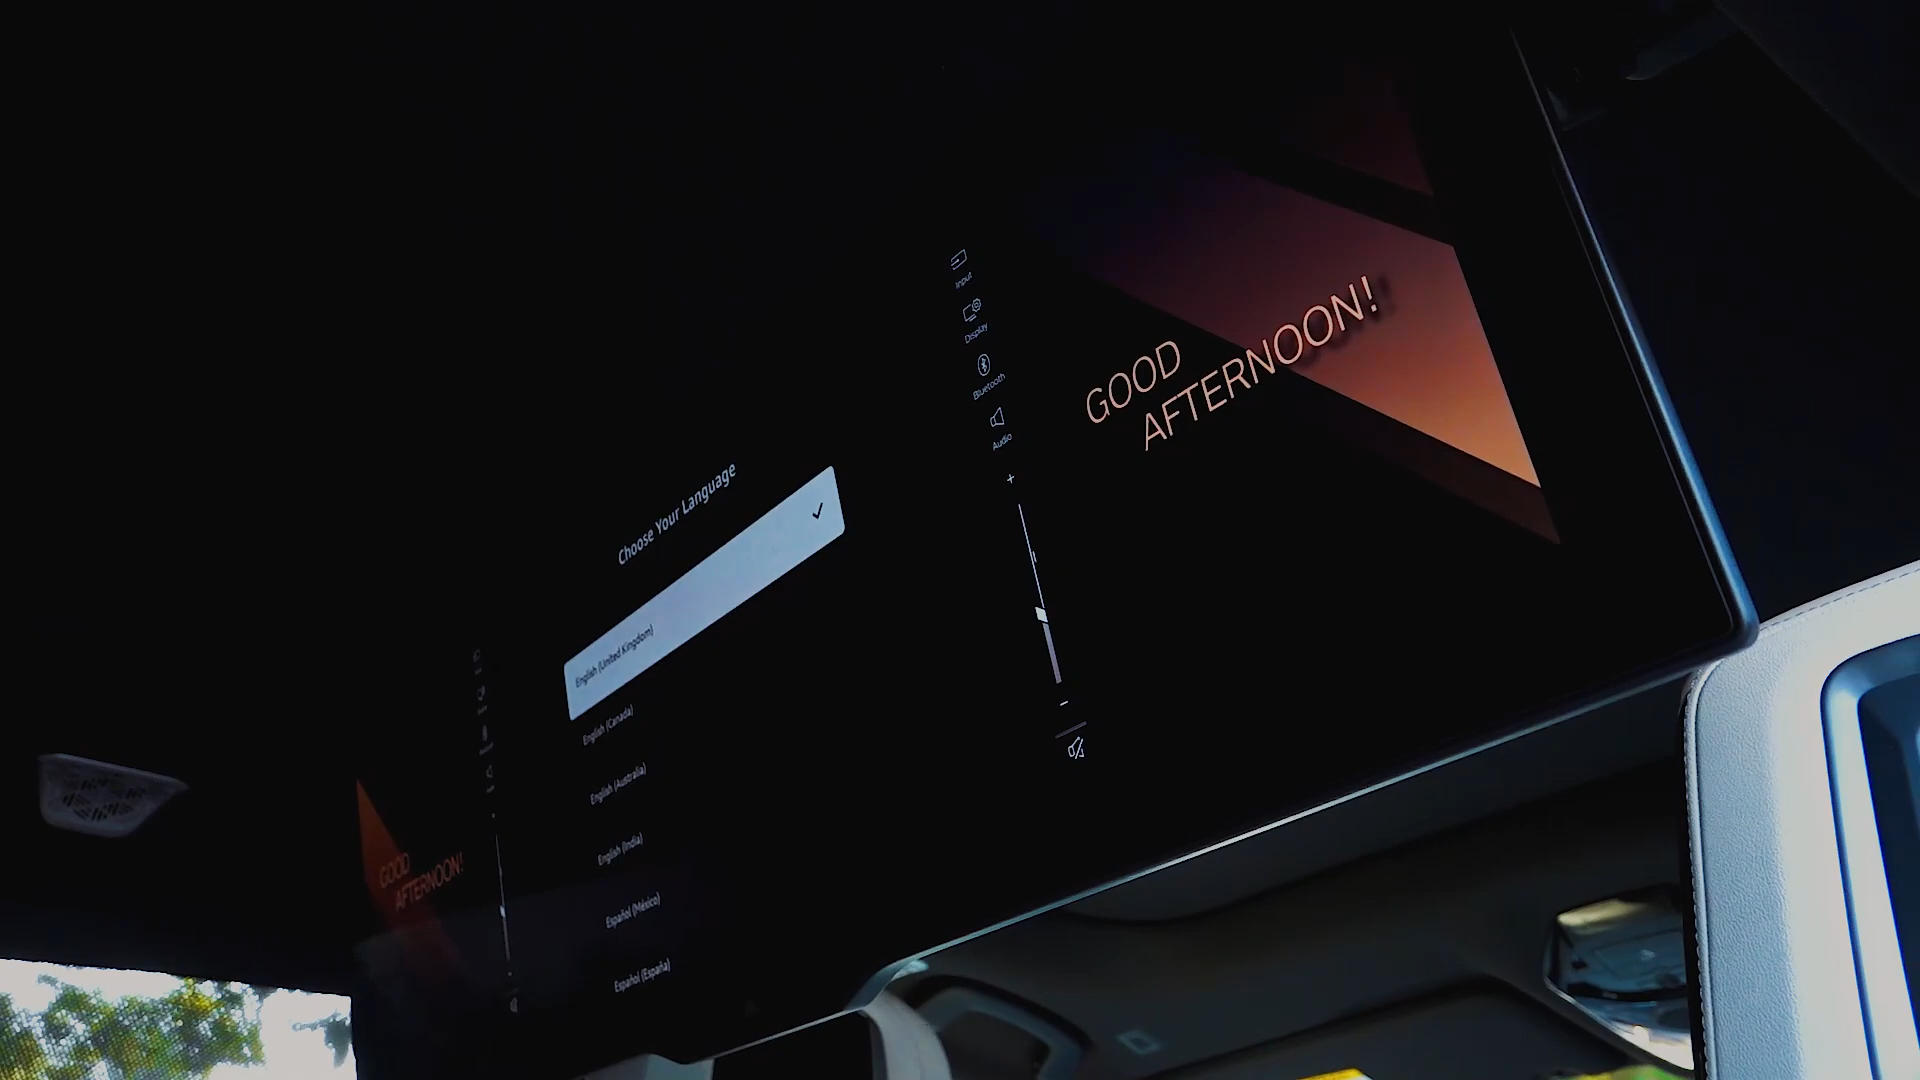 Choose Your Language
English (United Kingdom)
English (Canada)
English (Australia)
English (India)
Español (México)
Español (España)
Input
Display
Bluetooth
Audio
+
-
GOOD
AFTERNOON!
GOOD
AFTERNOON!